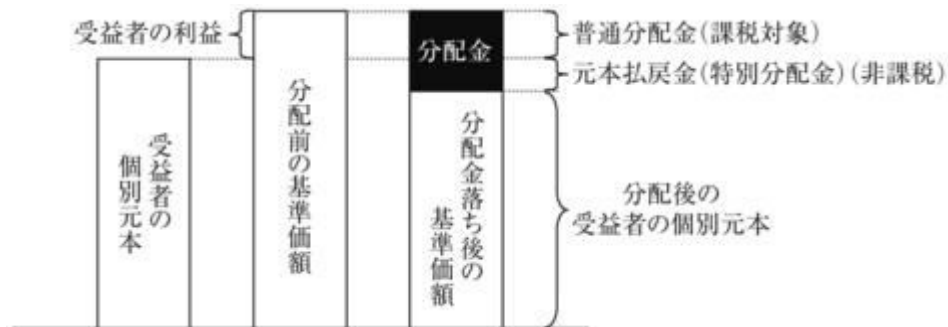 受益者の利益
受益者の
個別元本
分配前の基準価額
分配金
分配金落ち後の
基準価額
普通分配金(課税対象)
元本払戻金(特別分配金)(非課税)
分配後の
受益者の個別元本